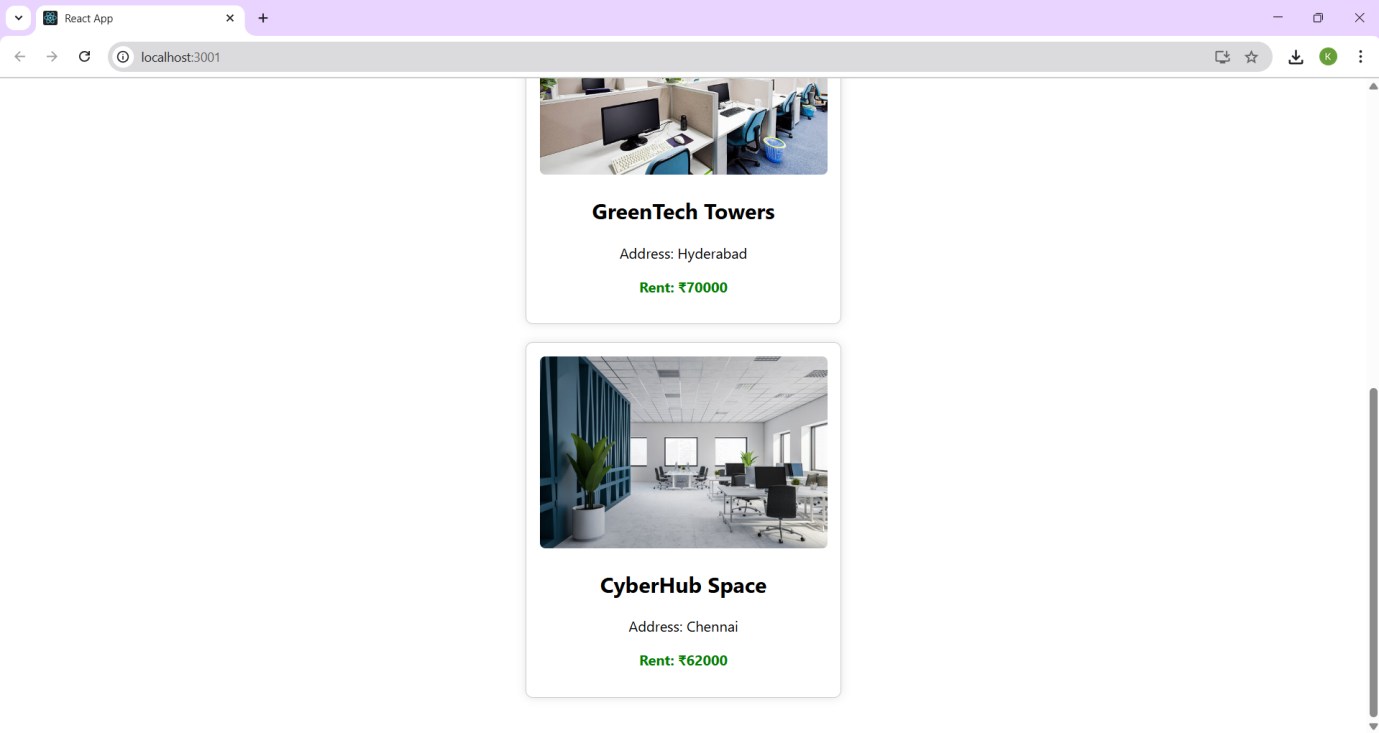 React App
localhost:3001
K
GreenTech Towers
Address: Hyderabad
Rent: ₹70000
CyberHub Space
Address: Chennai
Rent: ₹62000